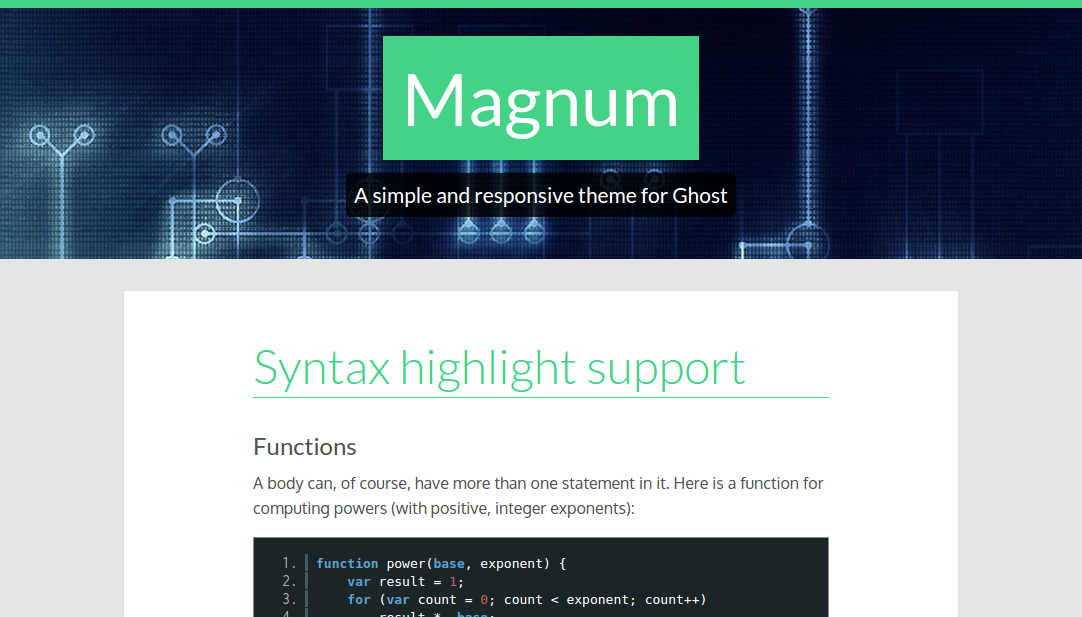 Magnum
A simple and responsive theme for Ghost
Syntax highlight support
Functions
A body can, of course, have more than one statement in it. Here is a function for
computing powers (with positive, integer exponents):
1. function power(base, exponent) {
2. var result = 1;
3. for (var count = 0; count < exponent; count++)
4. result *= base;